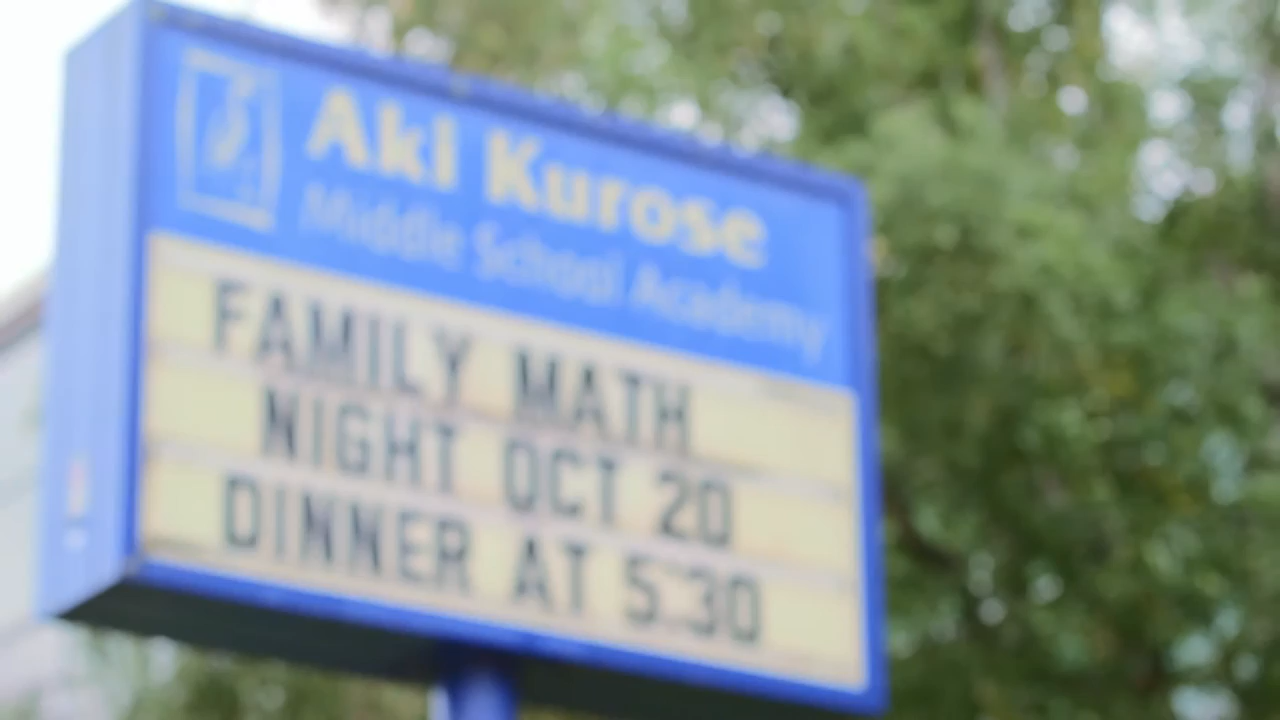 Aki Kurose
Middle School Academy
FAMILY MATH
NIGHT OCT 20
DINNER AT 5:30